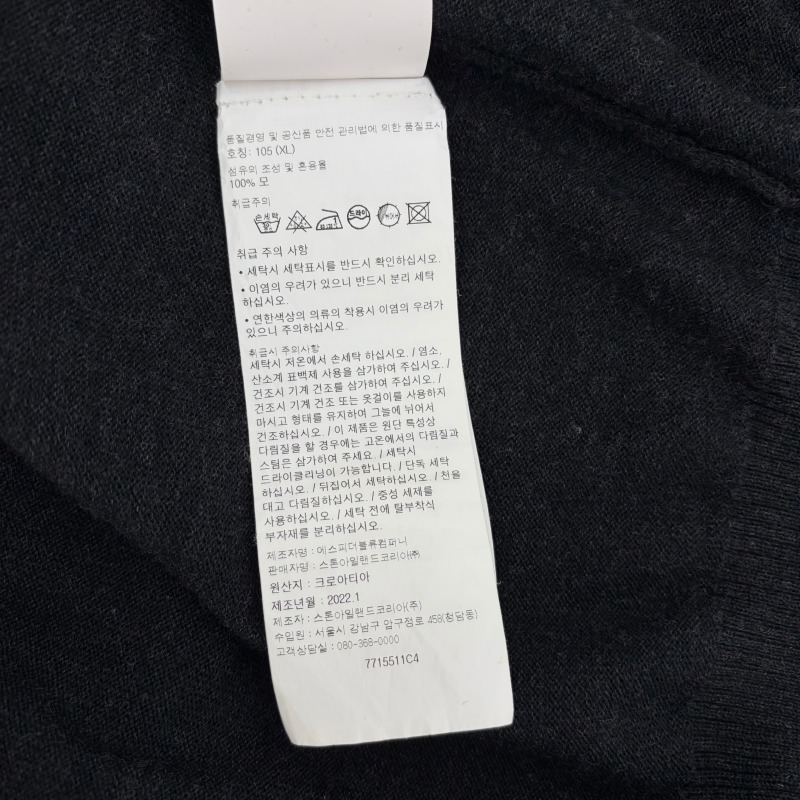 품질경영 및 공산품 안전 관리법에 의한 품질표시
호칭: 105 (XL)
섬유의 조성 및 혼용율
100% 모
취급주의
손세탁
드라이
취급 주의 사항
• 세탁시 세탁표시를 반드시 확인하십시오.
• 이염의 우려가 있으니 반드시 분리 세탁
하십시오.
• 연한색상의 의류의 착용시 이염의 우려가
있으니 주의하십시오.
취급시 주의사항
세탁시 저온에서 손세탁 하십시오. / 염소,
산소계 표백제 사용을 삼가하여 주십시오. /
건조시 기계 건조를 삼가하여 주십시오. /
건조시 기계 건조 또는 옷걸이를 사용하지
마시고 형태를 유지하여 그늘에 뉘어서
건조하십시오. / 이 제품은 원단 특성상
다림질을 할 경우에는 고온에서의 다림질과
스팀은 삼가하여 주세요. / 세탁시
드라이클리닝이 가능합니다. / 단독 세탁
하십시오. / 뒤집어서 세탁하십시오. / 천을
대고 다림질하십시오. / 중성 세제를
사용하십시오. / 세탁 전에 탈부착식
부자재를 분리하십시오.
제조자명 : 에스피더블류컴퍼니
판매자명 : 스톤아일랜드코리아㈜
원산지 : 크로아티아
제조년월 : 2022.1
제조자 : 스톤아일랜드코리아(주)
수입원 : 서울시 강남구 압구정로 458(청담동)
고객상담실 : 080-368-0000
7715511C4